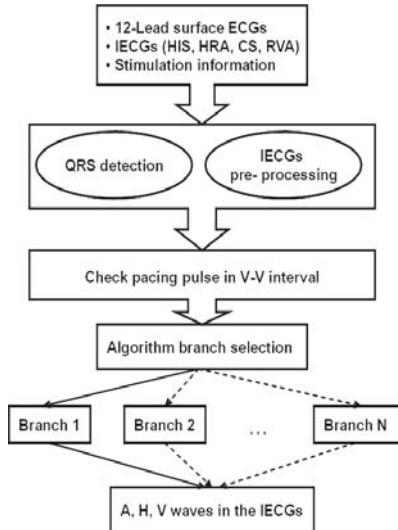 • 12-Lead surface ECGs
• IECGs (HIS, HRA, CS, RVA)
• Stimulation information
QRS detection
IECGs
pre- processing
Check pacing pulse in V-V interval
Algorithm branch selection
Branch 1
Branch 2
...
Branch N
A, H, V waves in the IECGs